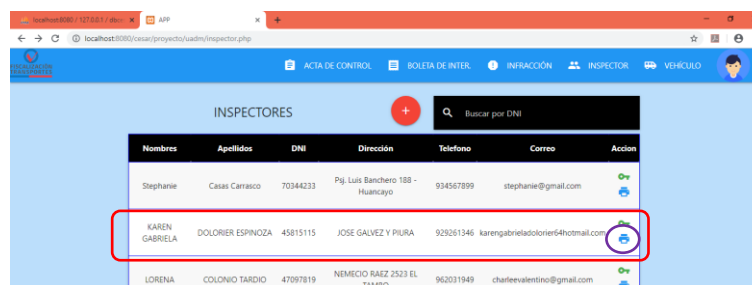 localhost:8080 / 127.0.0.1 / dbce
APP
localhost:8080/cesar/proyecto/uadm/inspector.php
FISCALIZACIÓN
TRANSPORTES
ACTA DE CONTROL
BOLETA DE INTER.
INFRACCIÓN
INSPECTOR
VEHÍCULO
INSPECTORES
Buscar por DNI
Nombres Apellidos DNI Dirección Telefono Correo Accion
Stephanie Casas Carrasco 70344233 Psj. Luis Banchero 188 - Huancayo 934567899 stephanie@gmail.com
KAREN GABRIELA DOLORIER ESPINOZA 45815115 JOSE GALVEZ Y PIURA 929261346 karengabrieladolorier64hotmail.com
LORENA COLONIO TARDIO 47097819 NEMECIO RAEZ 2523 EL TAMBO 962031949 charleevalentino@gmail.com